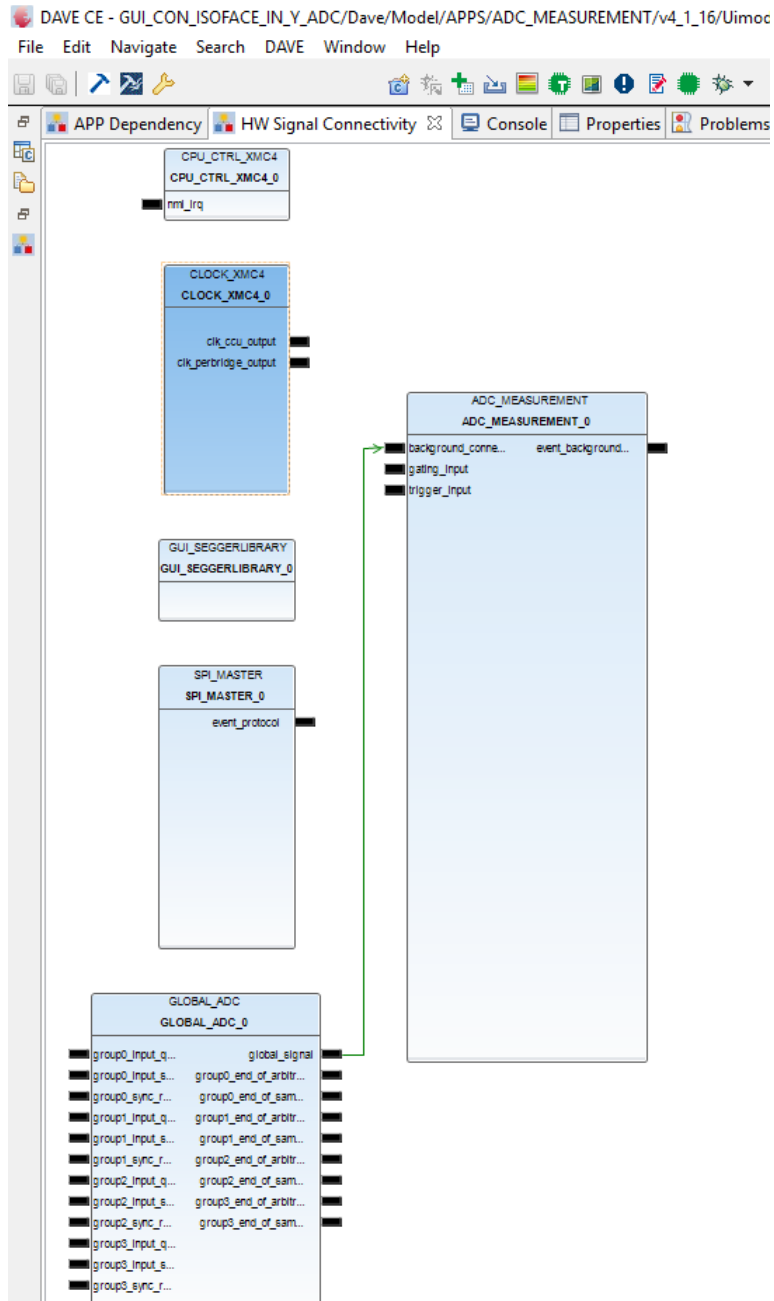 DAVE CE - GUI_CON_ISOFACE_IN_Y_ADC/Dave/Model/APPS/ADC_MEASUREMENT/v4_1_16/Uimod
File Edit Navigate Search DAVE Window Help
APP Dependency HW Signal Connectivity Console Properties Problems
CPU_CTRL_XMC4
CPU_CTRL_XMC4_0
nmi_irq
CLOCK_XMC4
CLOCK_XMC4_0
clk_ccu_output
clk_perbridge_output
ADC_MEASUREMENT
ADC_MEASUREMENT_0
background_conne... event_background...
gating_input
trigger_input
GUI_SEGGERLIBRARY
GUI_SEGGERLIBRARY_0
SPI_MASTER
SPI_MASTER_0
event_protocol
GLOBAL_ADC
GLOBAL_ADC_0
group0_input_q... global_signal
group0_input_s... group0_end_of_arbitr...
group0_sync_r... group0_end_of_sam...
group1_input_q... group1_end_of_arbitr...
group1_input_s... group1_end_of_sam...
group1_sync_r... group2_end_of_arbitr...
group2_input_q... group2_end_of_sam...
group2_input_s... group3_end_of_arbitr...
group2_sync_r... group3_end_of_sam...
group3_input_q...
group3_input_s...
group3_sync_r...